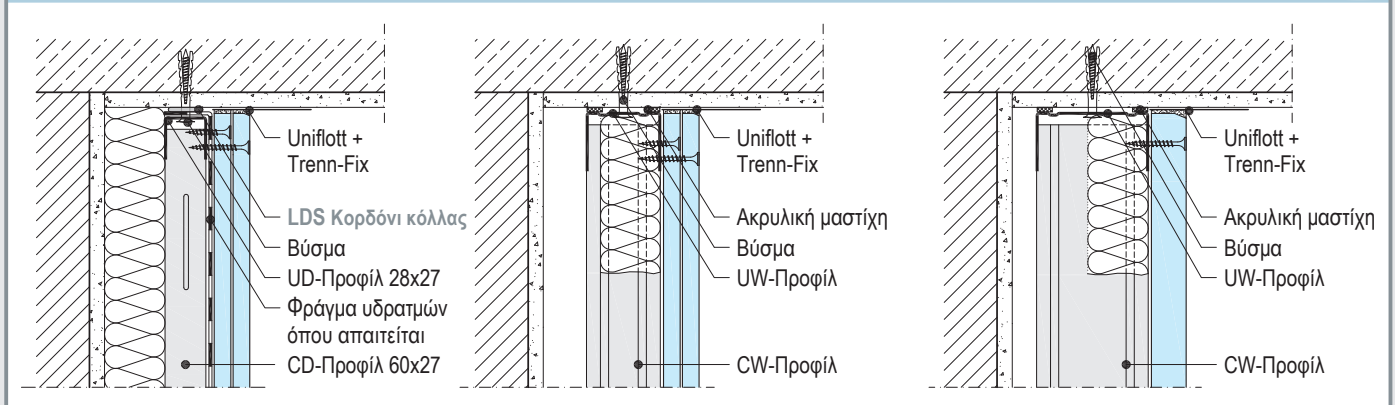 Uniflott +
Trenn-Fix
LDS Κορδόνι κόλλας
Βύσμα
UD-Προφίλ 28x27
Φράγμα υδρατμών
όπου απαιτείται
CD-Προφίλ 60x27
Uniflott +
Trenn-Fix
Ακρυλική μαστίχη
Βύσμα
UW-Προφίλ
CW-Προφίλ
Uniflott +
Trenn-Fix
Ακρυλική μαστίχη
Βύσμα
UW-Προφίλ
CW-Προφίλ